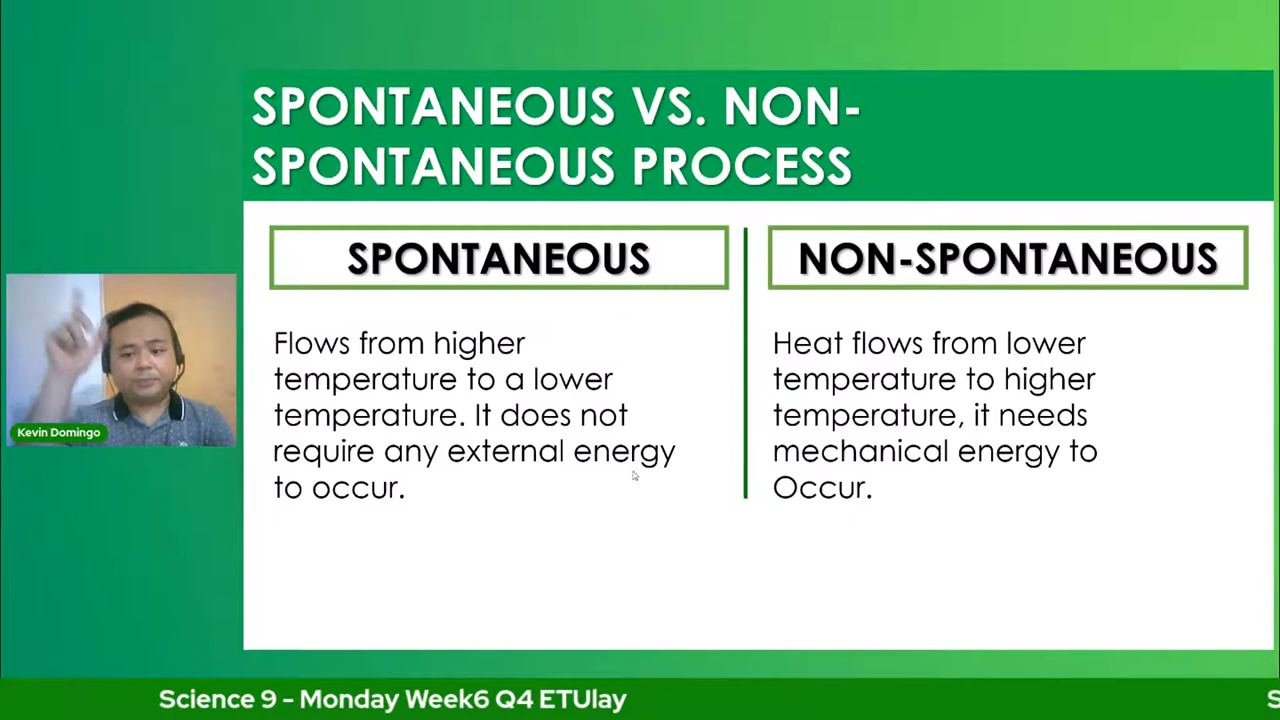 SPONTANEOUS VS. NON-
SPONTANEOUS PROCESS
SPONTANEOUS
Flows from higher
temperature to a lower
temperature. It does not
require any external energy
to occur.
NON-SPONTANEOUS
Heat flows from lower
temperature to higher
temperature, it needs
mechanical energy to
Occur.
Kevin Domingo
Science 9 - Monday Week6 Q4 ETUlay
S